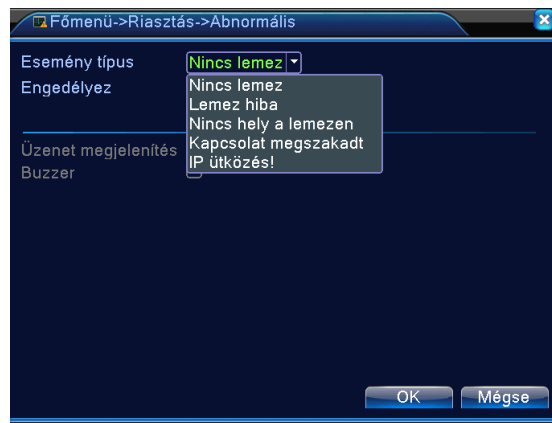 Főmenü->Riasztás->Abnormális
Esemény típus Nincs lemez
Engedélyez Nincs lemez
Lemez hiba
Nincs hely a lemezen
Üzenet megjelenítés Kapcsolat megszakadt
Buzzer IP ütközés!
OK Mégse